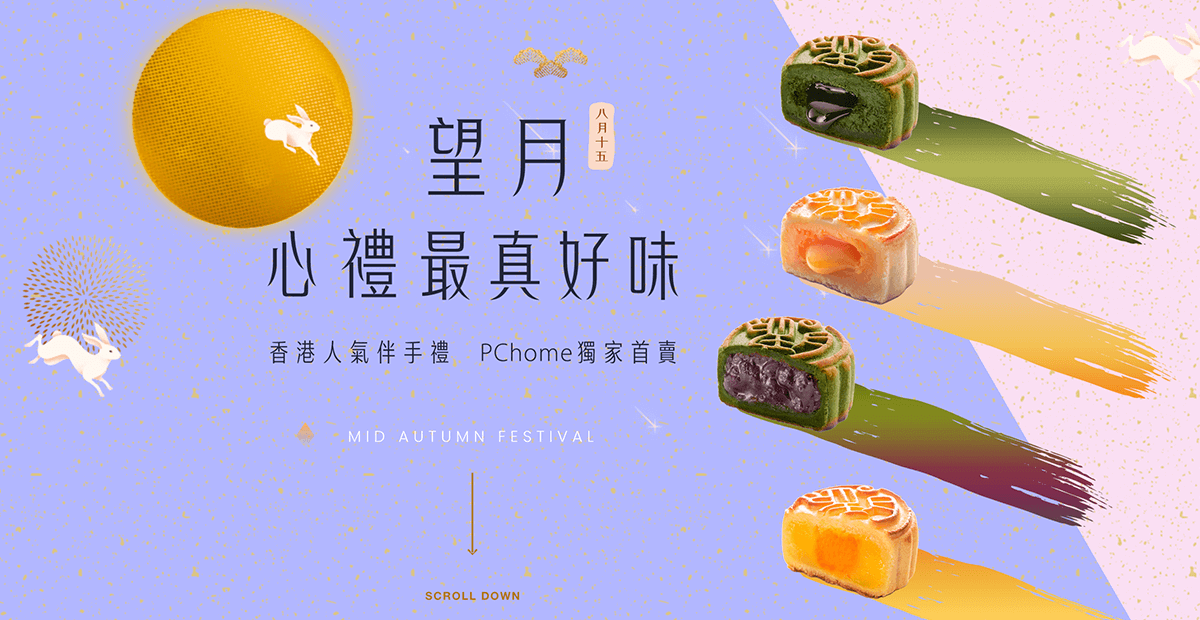 望月
八月十五
心禮最真好味
香港人氣伴手禮 PChome獨家首賣
MID AUTUMN FESTIVAL
SCROLL DOWN